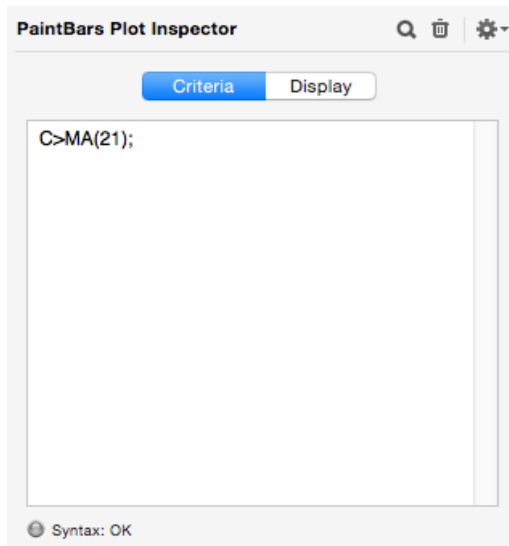 PaintBars Plot Inspector
Criteria Display
C>MA(21);
Syntax: OK